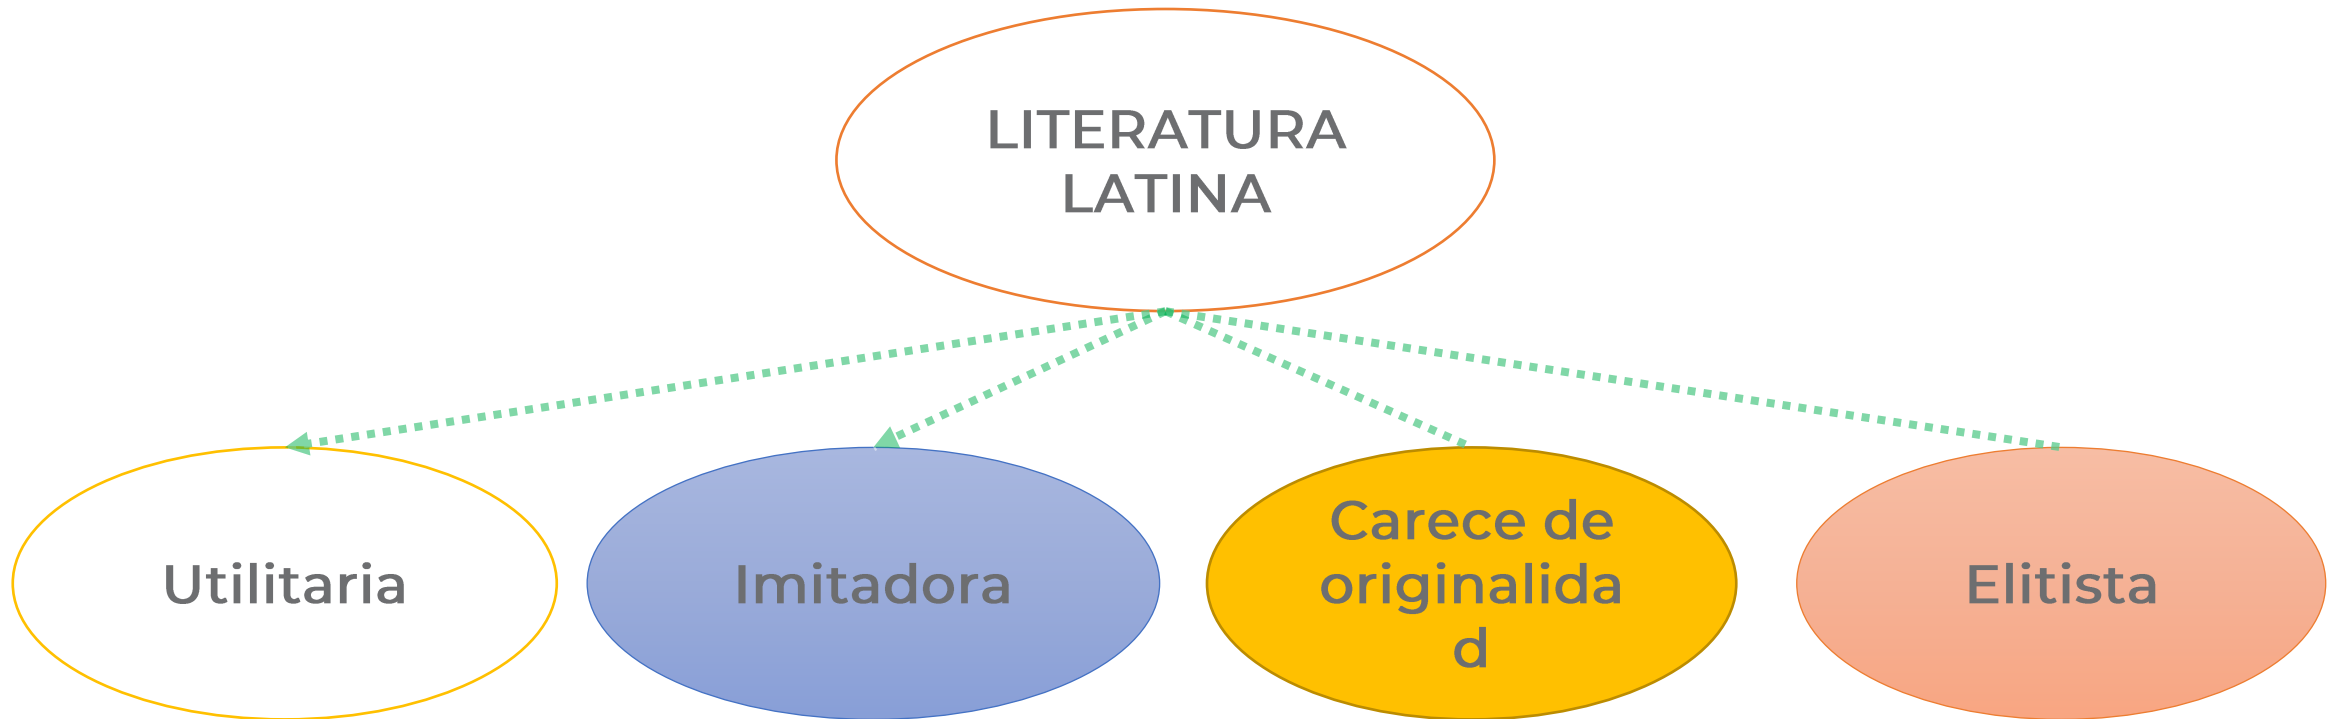 LITERATURA
LATINA
Utilitaria
Imitadora
Carece de
originalida
d
Elitista